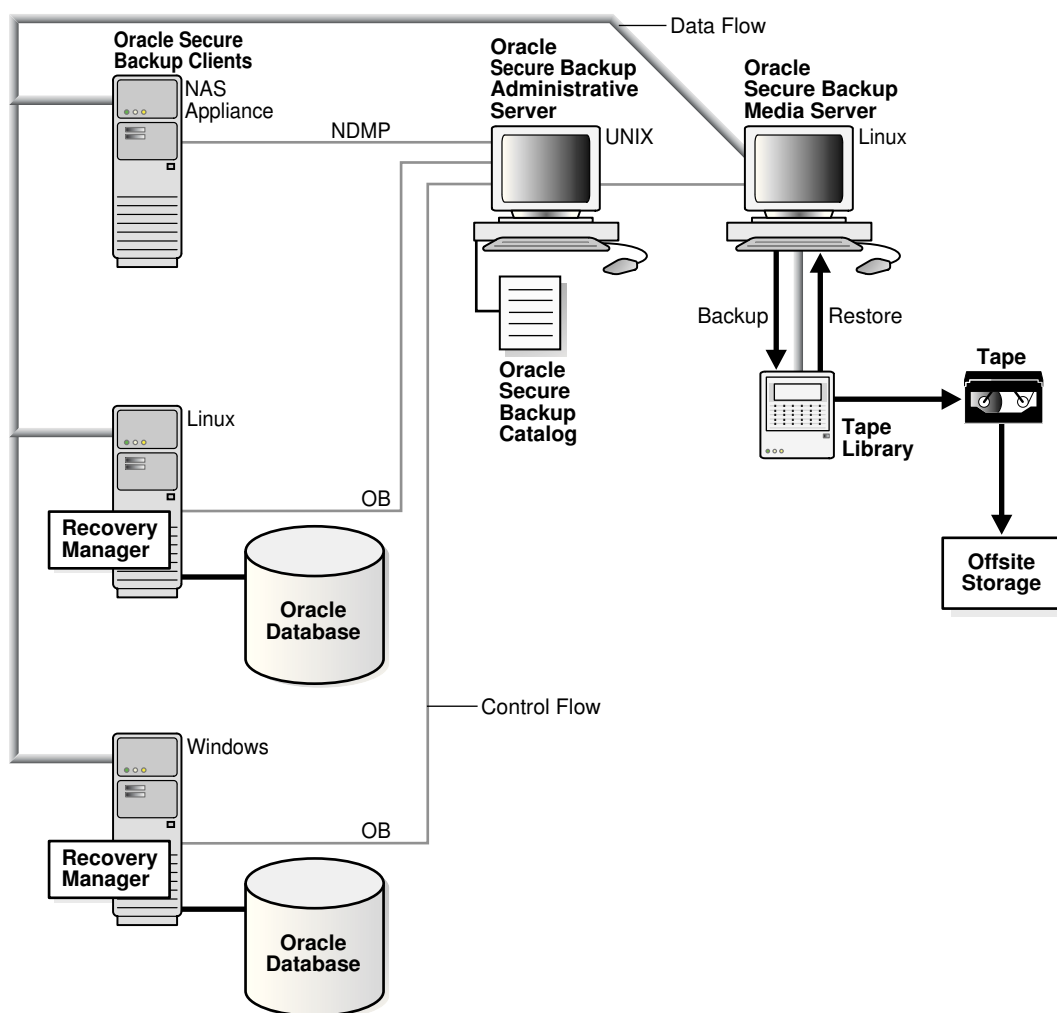 Data Flow
Oracle Secure
Backup Clients
NAS
Appliance
Oracle
Secure Backup
Administrative
Server
UNIX
Oracle
Secure Backup
Media Server
Linux
NDMP
Backup
Restore
Oracle
Secure
Backup
Catalog
Tape
Library
Tape
Offsite
Storage
Linux
OB
Recovery
Manager
Oracle
Database
Control Flow
Windows
OB
Recovery
Manager
Oracle
Database